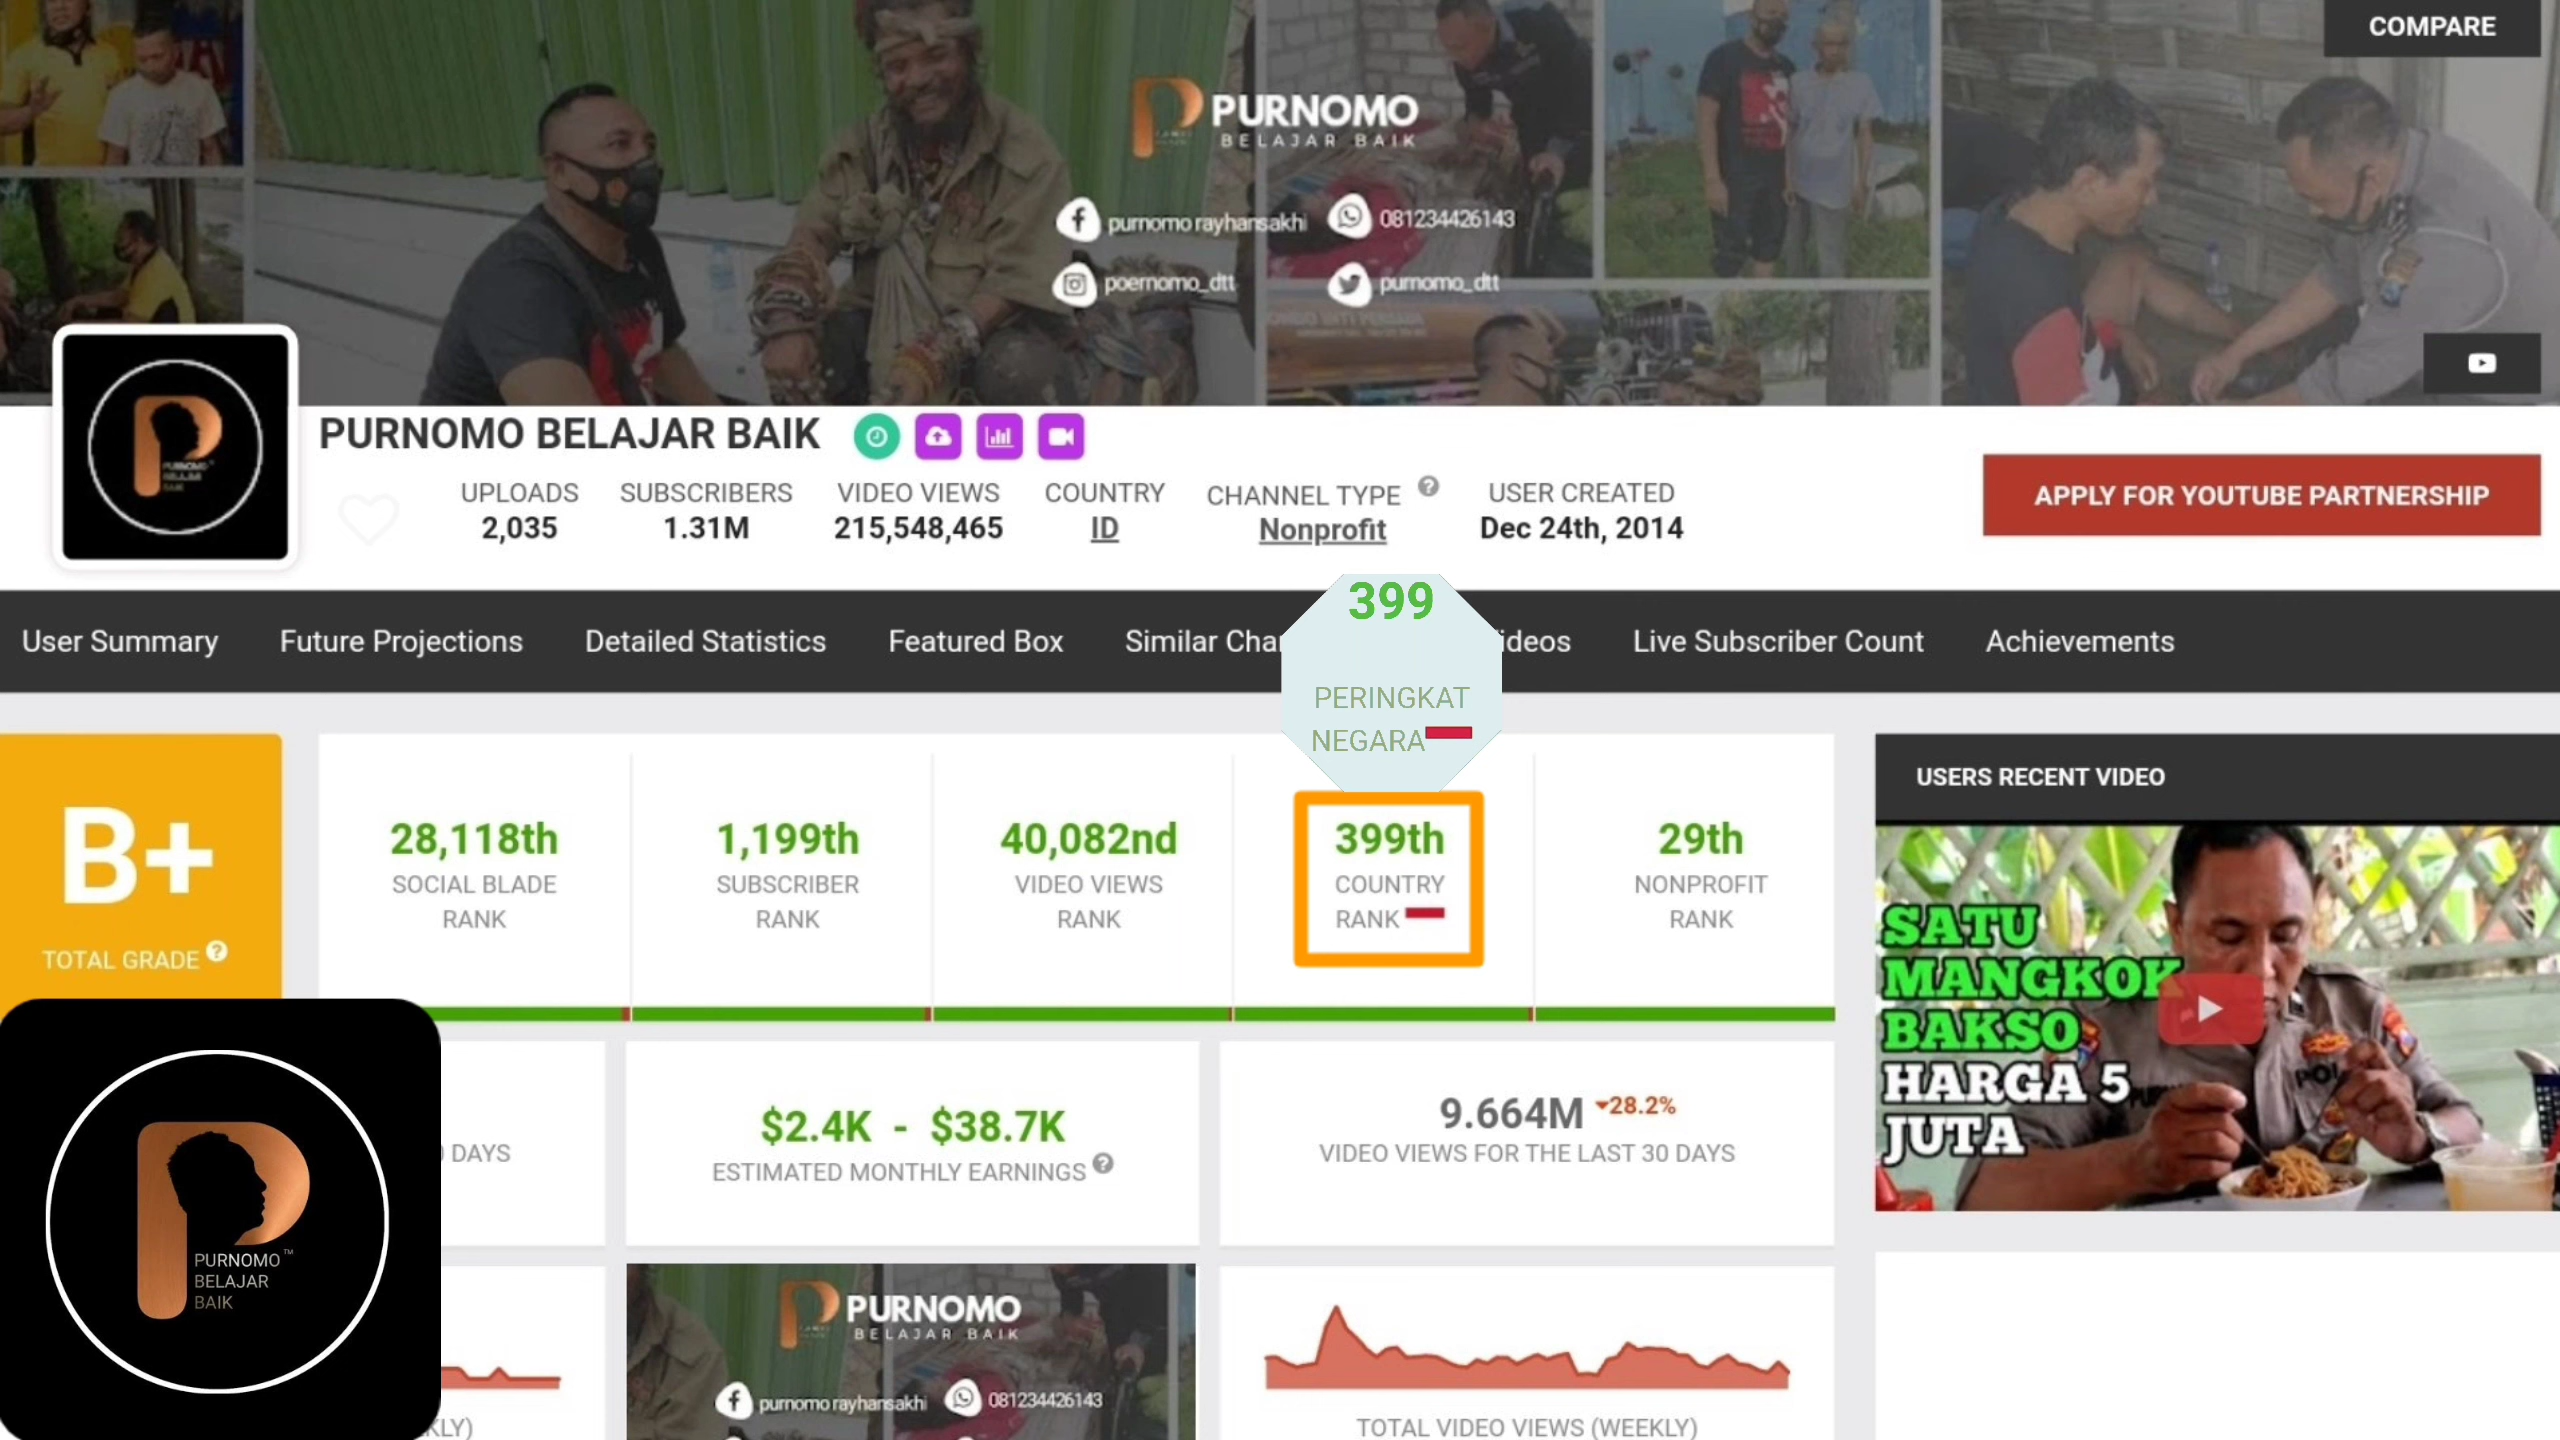 COMPARE
PURNOMO
BELAJAR BAIK
purnomo rayhansakhi
081234426143
poernomo_dtt
purnomo_dtt
PURNOMO BELAJAR BAIK
UPLOADS
2,035
SUBSCRIBERS
1.31M
VIDEO VIEWS
215,548,465
COUNTRY
ID
CHANNEL TYPE
Nonprofit
USER CREATED
Dec 24th, 2014
APPLY FOR YOUTUBE PARTNERSHIP
User Summary
Future Projections
Detailed Statistics
Featured Box
Similar Cha
ideos
Live Subscriber Count
Achievements
399
PERINGKAT
NEGARA
B+
TOTAL GRADE
28,118th
SOCIAL BLADE
RANK
1,199th
SUBSCRIBER
RANK
40,082nd
VIDEO VIEWS
RANK
399th
COUNTRY
RANK
29th
NONPROFIT
RANK
USERS RECENT VIDEO
SATU
MANGKOK
BAKSO
HARGA 5
JUTA
DAYS
$2.4K - $38.7K
ESTIMATED MONTHLY EARNINGS
9.664M
28.2%
VIDEO VIEWS FOR THE LAST 30 DAYS
PURNOMO™
BELAJAR
BAIK
PURNOMO
BELAJAR BAIK
purnomo rayhansakhi
081234426143
KLY)
TOTAL VIDEO VIEWS (WEEKLY)